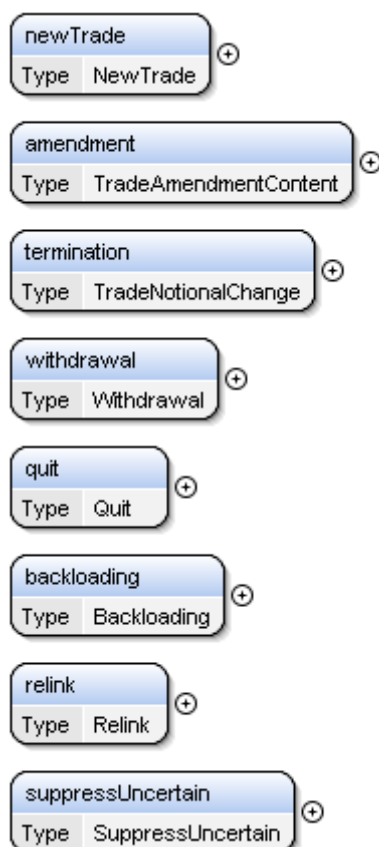 newTrade
Type NewTrade
amendment
Type TradeAmendmentContent
termination
Type TradeNotionalChange
withdrawal
Type Withdrawal
quit
Type Quit
backloading
Type Backloading
relink
Type Relink
suppressUncertain
Type SuppressUncertain